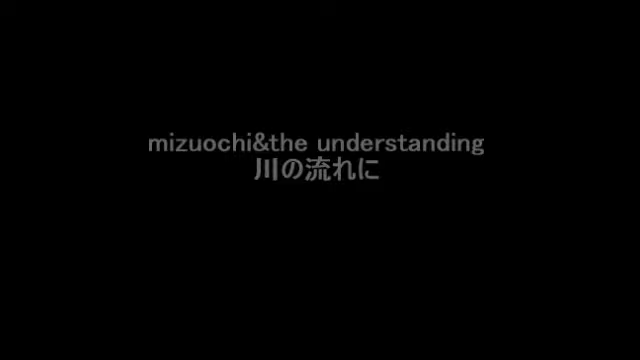 mizuochi&the understanding
川の流れに